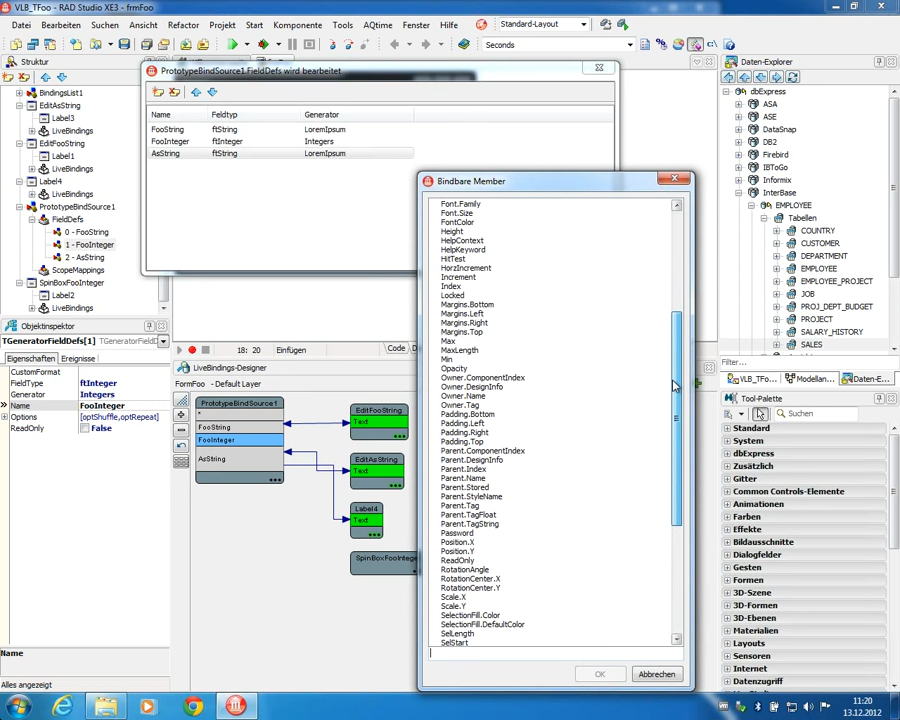 VLB_TFoo - RAD Studio XE3 - frmFoo
Datei Bearbeiten Suchen Ansicht Refactor Projekt Start Komponente Tools AQtime Fenster Hilfe Standard-Layout
Seconds
Struktur
BindingsList1
EditAsString
Label3
LiveBindings
EditFooString
Label1
LiveBindings
Label4
LiveBindings
PrototypeBindSource1
FieldDefs
0 - FooString
1 - FooInteger
2 - AsString
ScopeMappings
SpinBoxFooInteger
Label2
LiveBindings
Objektinspektor
TGeneratorFieldDefs[1]
Eigenschaften Ereignisse
CustomFormat
FieldType ftInteger
Generator Integers
Name FooInteger
Options [optShuffle,optRepeat]
ReadOnly False
Name
Alles angezeigt
PrototypeBindSource1.FieldDefs wird bearbeitet
Name Feldtyp Generator
FooString ftString LoremIpsum
FooInteger ftInteger Integers
AsString ftString LoremIpsum
18: 20 Einfügen Code
LiveBindings-Designer
FormFoo - Default Layer
PrototypeBindSource1
*
FooString
FooInteger
AsString
EditFooString
Text
EditAsString
Text
Label4
Text
SpinBoxFooInteger
Bindbare Member
Font.Family
Font.Size
FontColor
Height
HelpContext
HelpKeyword
HitTest
HorzIncrement
Increment
Index
Locked
Margins.Bottom
Margins.Left
Margins.Right
Margins.Top
Max
MaxLength
Min
Opacity
Owner.ComponentIndex
Owner.DesignInfo
Owner.Name
Owner.Tag
Padding.Bottom
Padding.Left
Padding.Right
Padding.Top
Parent.ComponentIndex
Parent.DesignInfo
Parent.Index
Parent.Name
Parent.Stored
Parent.StyleName
Parent.Tag
Parent.TagFloat
Parent.TagString
Password
Position.X
Position.Y
ReadOnly
RotationAngle
RotationCenter.X
RotationCenter.Y
Scale.X
Scale.Y
SelectionFill.Color
SelectionFill.DefaultColor
SelLength
SelStart
OK Abbrechen
Daten-Explorer
dbExpress
ASA
ASE
DataSnap
DB2
Firebird
IBToGo
Informix
InterBase
EMPLOYEE
Tabellen
COUNTRY
CUSTOMER
DEPARTMENT
EMPLOYEE
EMPLOYEE_PROJECT
JOB
PROJ_DEPT_BUDGET
PROJECT
SALARY_HISTORY
SALES
Filter...
VLB_TFo... Modellan... Daten-E...
Tool-Palette
Suchen
Standard
System
dbExpress
Zusätzlich
Gitter
Common Controls-Elemente
Animationen
Farben
Effekte
Bildausschnitte
Dialogfelder
Gesten
Formen
3D-Szene
3D-Formen
3D-Ebenen
Materialien
Layouts
Sensoren
Internet
Datenzugriff
11:20
13.12.2012